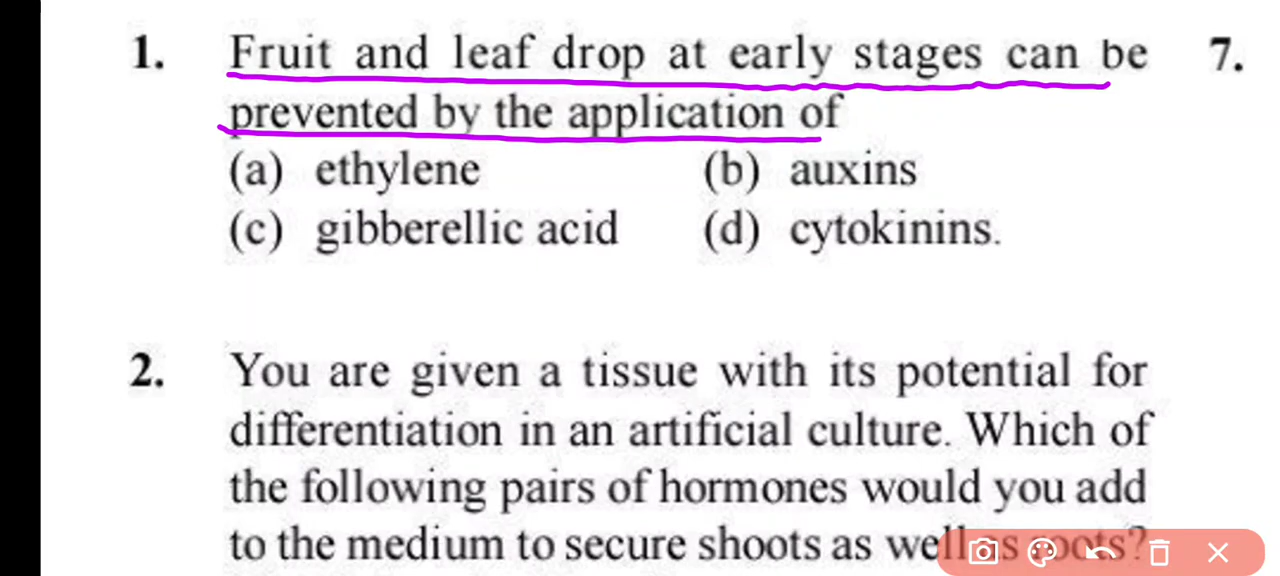 1. Fruit and leaf drop at early stages can be 7.
prevented by the application of
(a) ethylene (b) auxins
(c) gibberellic acid (d) cytokinins.
2. You are given a tissue with its potential for
differentiation in an artificial culture. Which of
the following pairs of hormones would you add
to the medium to secure shoots as well as roots?